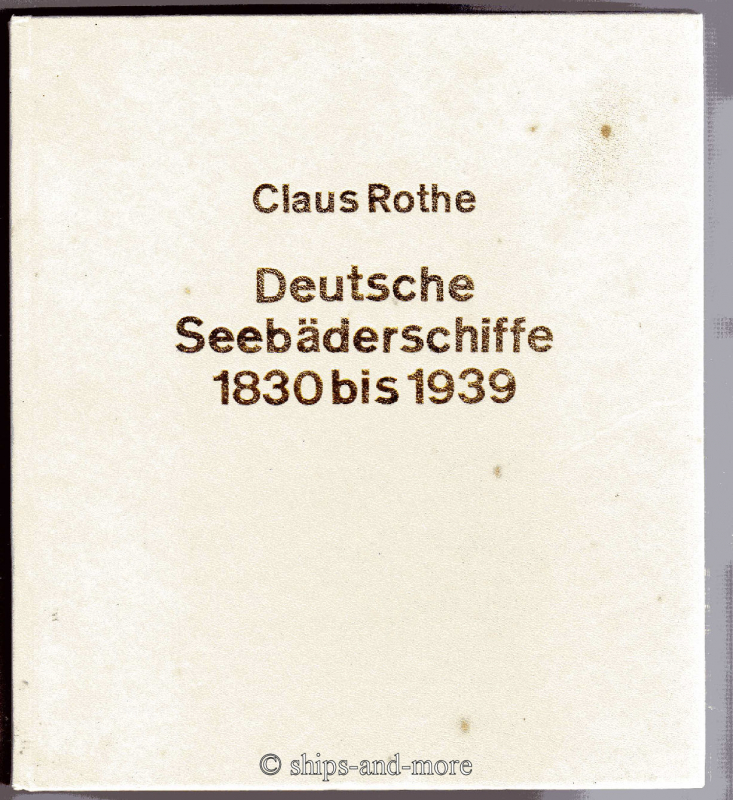 Claus Rothe
Deutsche
Seebäderschiffe
1830 bis 1939
© ships-and-more